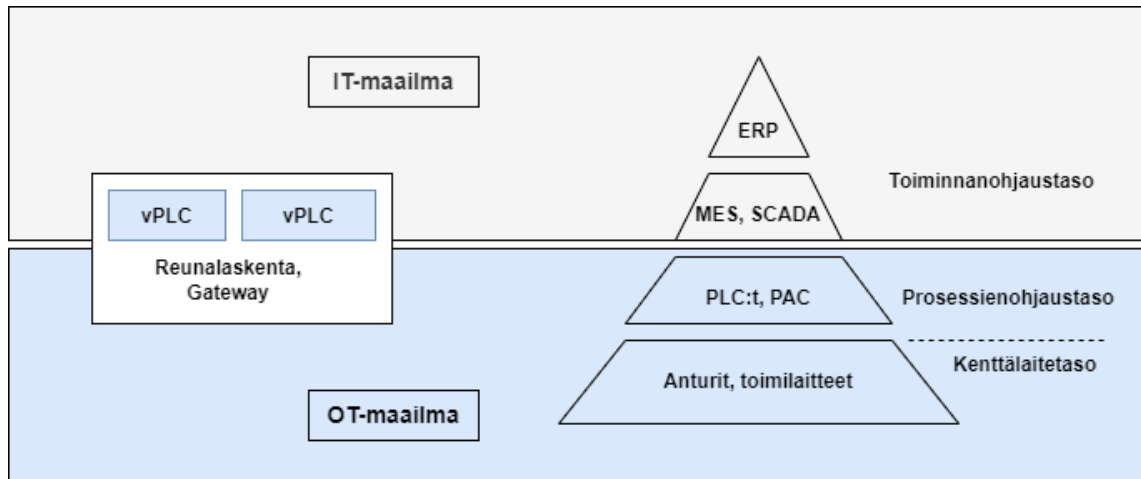 IT-maailma
ERP
Toiminnanohjaustaso
vPLC
vPLC
MES, SCADA
Reunalaskenta,
Gateway
PLC:t, PAC
Prosessienohjaustaso
Kenttälaitetaso
Anturit, toimilaitteet
OT-maailma